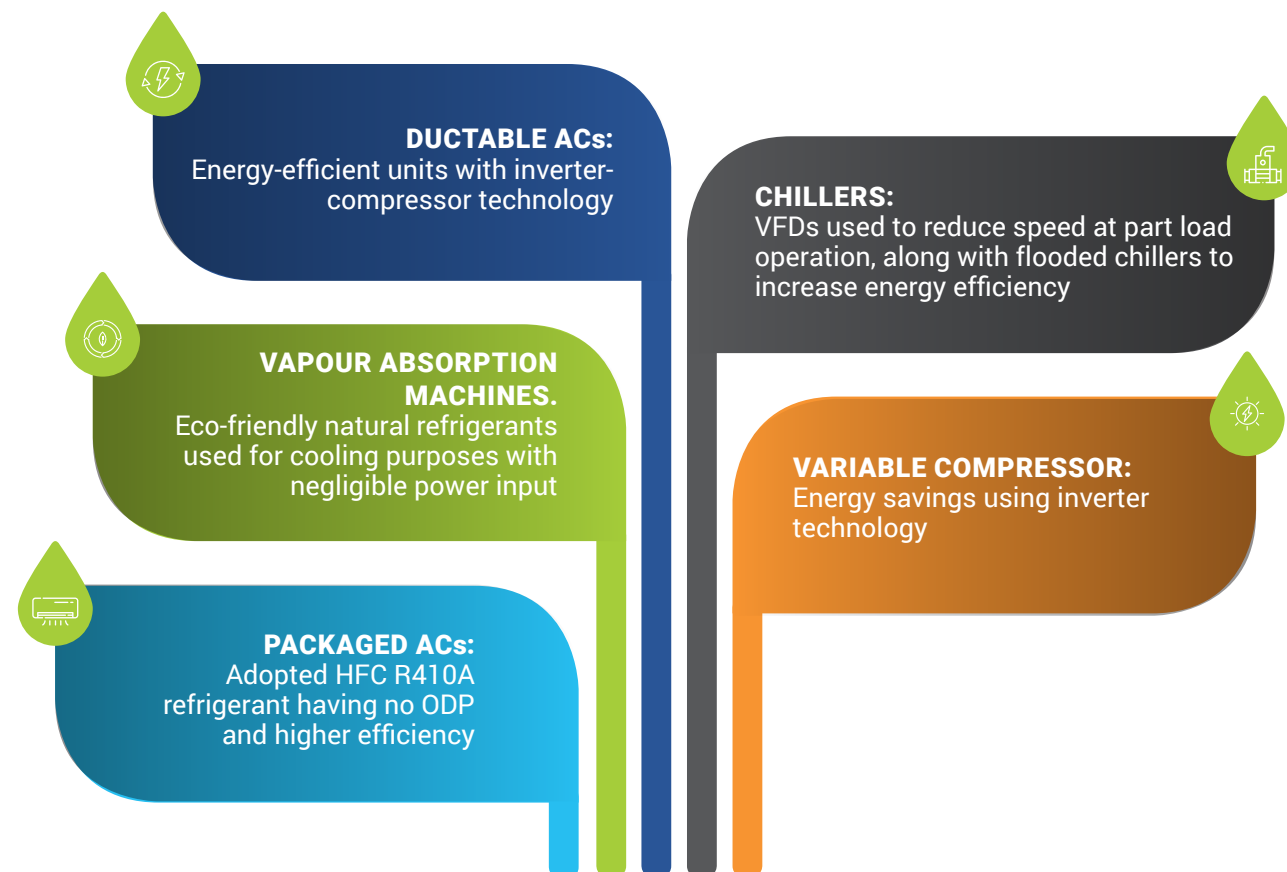 DUCTABLE ACs:
Energy-efficient units with inverter-
compressor technology
CHILLERS:
VFDs used to reduce speed at part load
operation, along with flooded chillers to
increase energy efficiency
VAPOUR ABSORPTION
MACHINES.
Eco-friendly natural refrigerants
used for cooling purposes with
negligible power input
VARIABLE COMPRESSOR:
Energy savings using inverter
technology
PACKAGED ACs:
Adopted HFC R410A
refrigerant having no ODP
and higher efficiency